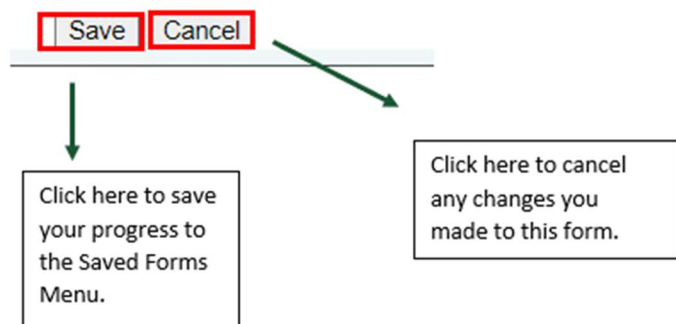 Save Cancel
Click here to save
your progress to
the Saved Forms
Menu.
Click here to cancel
any changes you
made to this form.